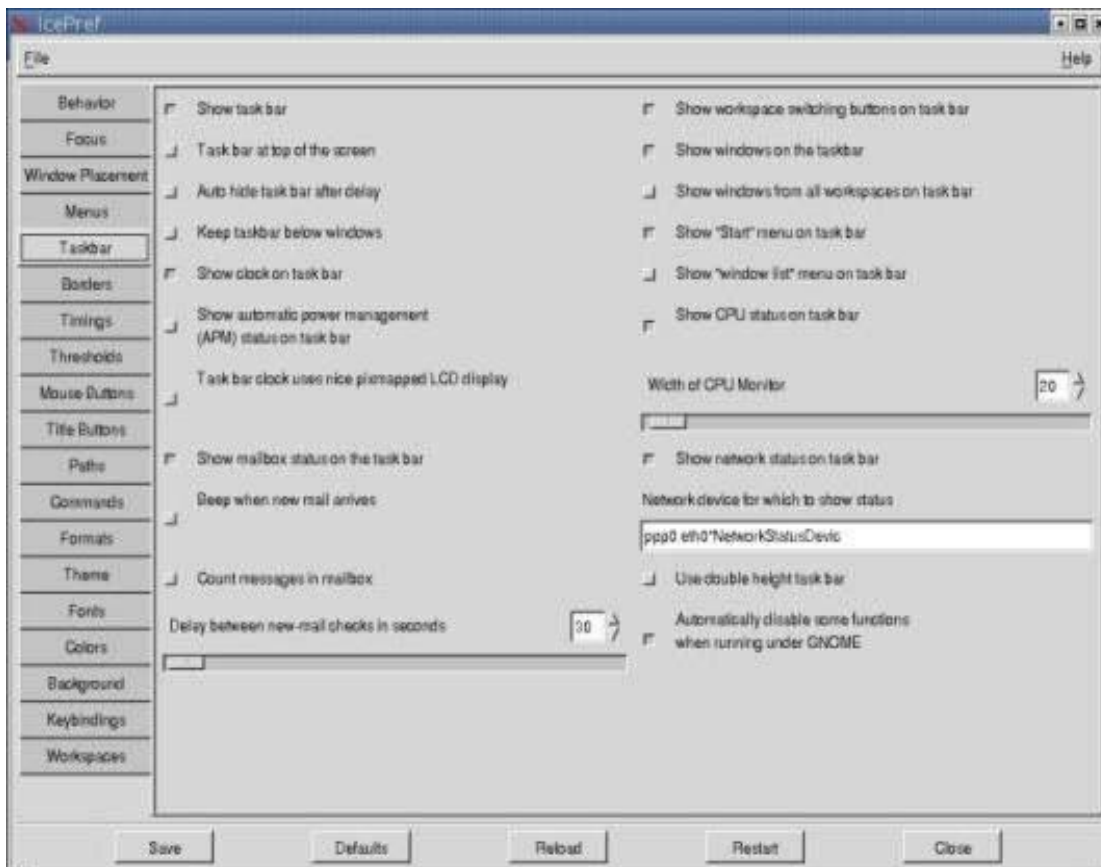 IcePref
File
Help
Behavior
Focus
Window Placement
Menus
Taskbar
Borders
Timings
Thresholds
Mouse Buttons
Title Buttons
Paths
Commands
Formats
Theme
Fonts
Colors
Background
Keybindings
Workspaces
Show task bar
Task bar at top of the screen
Auto hide task bar after delay
Keep taskbar below windows
Show clock on task bar
Show automatic power management
(APM) status on task bar
Task bar clock uses nice pixmapped LCD display
Show mailbox status on the task bar
Beep when new mail arrives
Count messages in mailbox
Delay between new-mail checks in seconds
30
Show workspace switching buttons on task bar
Show windows on the taskbar
Show windows from all workspaces on task bar
Show "Start" menu on task bar
Show "window list" menu on task bar
Show CPU status on task bar
Width of CPU Monitor
20
Show network status on task bar
Network device for which to show status
ppp0 eth0"NetworkStatusDevic
Use double height task bar
Automatically disable some functions
when running under GNOME
Save
Defaults
Reload
Restart
Close